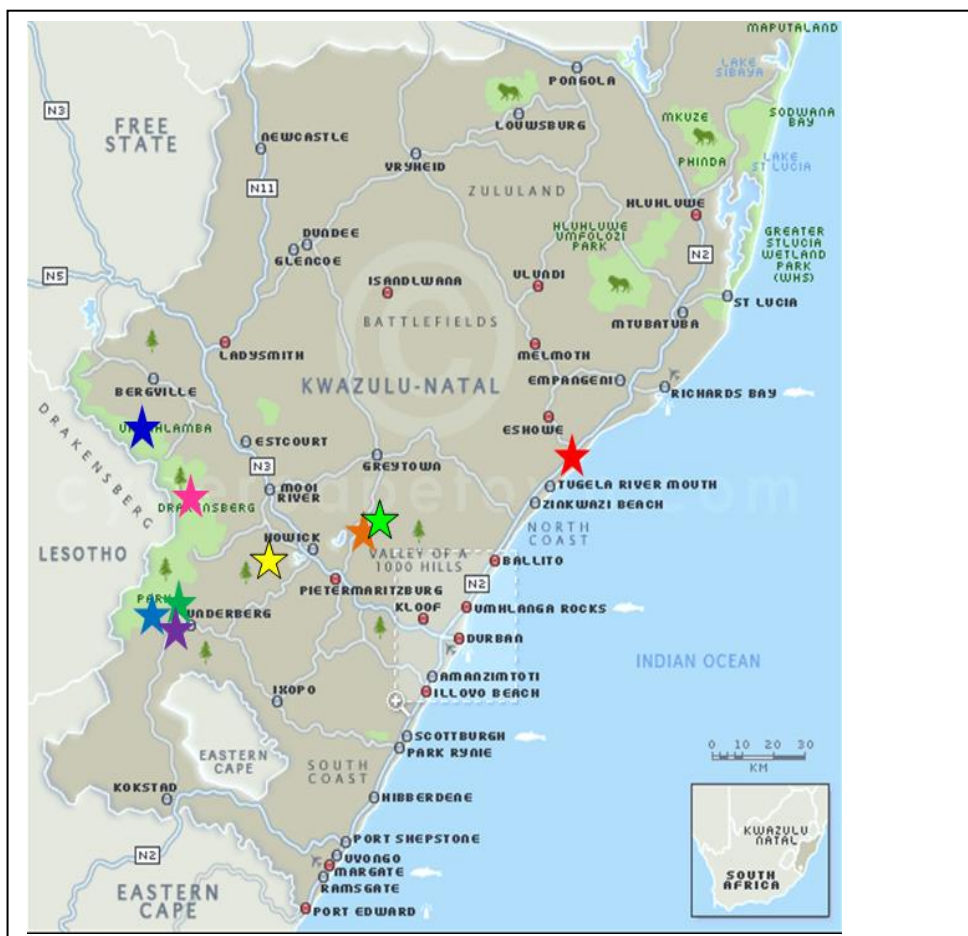 MAPUTALAND
PONGOLA
LAKE
SIBAYA
N3
FREE
STATE
LOUWSBURG
MKUZE
SODWANA
BAY
NEWCASTLE
VRYHEID
PHINDA
LAKE
ST LUCIA
N11
ZULULAND
HLUHLUWE
DUNDEE
GLENCOE
HLUHLUWE
UMFOLOZI
PARK
N2
GREATER
STLUCIA
WETLAND
PARK
(WHS)
N5
ISANDLWANA
ULUNDI
ST LUCIA
BATTLEFIELDS
MTUBATUBA
LADYSMITH
MELMOTH
BERGVILLE
KWAZULU-NATAL
EMPANGENI
RICHARDS BAY
DRAKENSBERG
ESHOWE
ESTCOURT
GREYTOWN
N3
MOOI
RIVER
TUGELA RIVER MOUTH
ZINKWAZI BEACH
NORTH
COAST
LESOTHO
HOWICK
VALLEY OF A
1000 HILLS
BALLITO
PIETERMARITZBURG
N2
KLOOF
UMHLANGA ROCKS
PARK
UNDERBERG
DURBAN
INDIAN OCEAN
AMANZIMTOTI
ILLOVO BEACH
IXOPO
SCOTTBURGH
PARK RYNIE
EASTERN
CAPE
SOUTH
COAST
0 15 30
KM
KOKSTAD
HIBBERDENE
PORT SHEPSTONE
UVONGO
MARGATE
RAMSGATE
N2
EASTERN
CAPE
PORT EDWARD
KWAZULU
NATAL
SOUTH
AFRICA